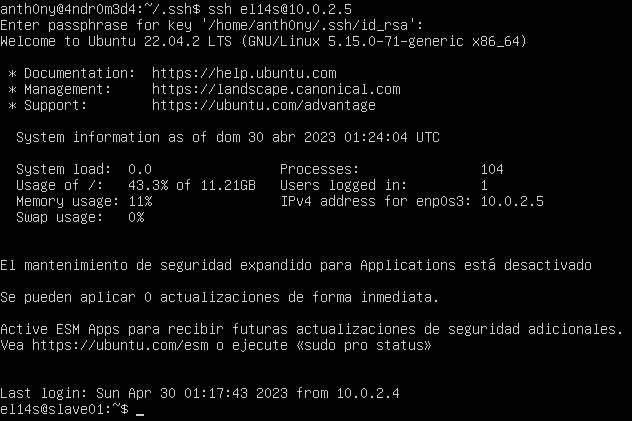 anth0ny@4ndr0m3d4:~/.ssh$ ssh el14s@10.0.2.5
Enter passphrase for key '/home/anth0ny/.ssh/id_rsa':
Welcome to Ubuntu 22.04.2 LTS (GNU/Linux 5.15.0-71-generic x86_64)
* Documentation: https://help.ubuntu.com
* Management: https://landscape.canonical.com
* Support: https://ubuntu.com/advantage
System information as of dom 30 abr 2023 01:24:04 UTC
System load: 0.0 Processes: 104
Usage of /: 43.3% of 11.21GB Users logged in: 1
Memory usage: 11% IPv4 address for enp0s3: 10.0.2.5
Swap usage: 0%
El mantenimiento de seguridad expandido para Applications está desactivado
Se pueden aplicar 0 actualizaciones de forma inmediata.
Active ESM Apps para recibir futuras actualizaciones de seguridad adicionales.
Vea https://ubuntu.com/esm o ejecute «sudo pro status»
Last login: Sun Apr 30 01:17:43 2023 from 10.0.2.4
el14s@slave01:~$ _